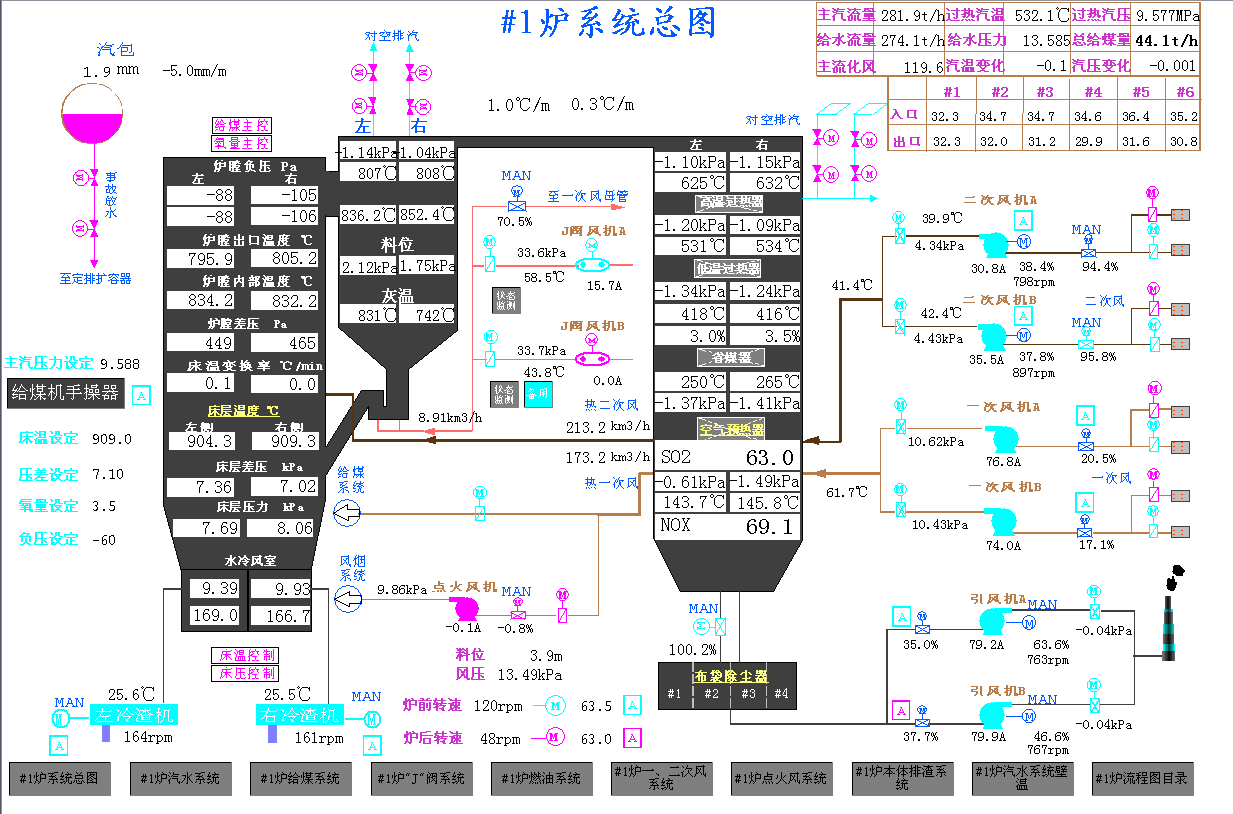 #1炉系统总图
主汽流量 281.9t/h 过热汽温 532.1℃ 过热汽压 9.577MPa
给水流量 274.1t/h 给水压力 13.585 总给煤量 44.1t/h
主流化风 119.6 汽温变化 -0.1 汽压变化 -0.001
#1 #2 #3 #4 #5 #6
入口 32.3 34.7 34.7 34.6 36.4 35.2
出口 32.3 32.0 31.2 29.9 31.6 30.8
汽包
1.9 mm -5.0mm/m
事故放水
至定排扩容器
对空排汽
左 右
1.0℃/m 0.3℃/m
对空排汽
给煤主控
氧量主控
炉膛负压 Pa
左 右
-88 -105
-88 -106
炉膛出口温度 ℃
795.9 805.2
炉膛内部温度 ℃
834.2 832.2
炉膛差压 Pa
449 465
床温变换率 ℃/min
0.1 0.0
床层温度 ℃
左侧 右侧
904.3 909.3
床层差压 kPa
7.36 7.02
床层压力 kPa
7.69 8.06
水冷风室
9.39 9.93
169.0 166.7
-1.14kPa -1.04kPa
807℃ 808℃
836.2℃ 852.4℃
料位
2.12kPa 1.75kPa
灰温
831℃ 742℃
主汽压力设定 9.588
给煤机手操器 A
床温设定 909.0
压差设定 7.10
氧量设定 3.5
负压设定 -60
MAN
70.5%
至一次风母管
J阀风机A
33.6kPa
58.5℃
15.7A
状态监测
J阀风机B
33.7kPa
43.8℃
0.0A
状态监测
备用
8.91km3/h
热二次风
213.2 km3/h
173.2 km3/h
热一次风
左 右
-1.10kPa -1.15kPa
625℃ 632℃
高温过热器
-1.20kPa -1.09kPa
531℃ 534℃
低温过热器
-1.34kPa -1.24kPa
418℃ 416℃
3.0% 3.5%
省煤器
250℃ 265℃
-1.37kPa -1.41kPa
空气预热器
SO2 63.0
-0.61kPa -1.49kPa
143.7℃ 145.8℃
NOX 69.1
MAN
100.2%
布袋除尘器
#1 #2 #3 #4
二次风机A
39.9℃
4.34kPa
A
30.8A
38.4%
798rpm
MAN
94.4%
41.4℃
二次风机B
42.4℃
4.43kPa
A
35.5A
37.8%
897rpm
二次风
MAN
95.8%
一次风机A
10.62kPa
76.8A
A
20.5%
61.7℃
一次风机B
10.43kPa
74.0A
A
17.1%
一次风
引风机A
MAN
A
35.0%
79.2A
63.6%
763rpm
-0.04kPa
引风机B
MAN
A
37.7%
79.9A
46.6%
767rpm
-0.04kPa
给煤系统
风烟系统
9.86kPa
点火风机
MAN
-0.1A -0.8%
料位 3.9m
风压 13.49kPa
炉前转速 120rpm M 63.5 A
炉后转速 48rpm M 63.0 A
床温控制
床压控制
25.6℃
MAN
左冷渣机
A
164rpm
25.5℃
MAN
右冷渣机
A
161rpm
#1炉系统总图
#1炉汽水系统
#1炉给煤系统
#1炉"J"阀系统
#1炉燃油系统
#1炉一、二次风系统
#1炉点火风系统
#1炉本体排渣系统
#1炉汽水系统壁温
#1炉流程图目录